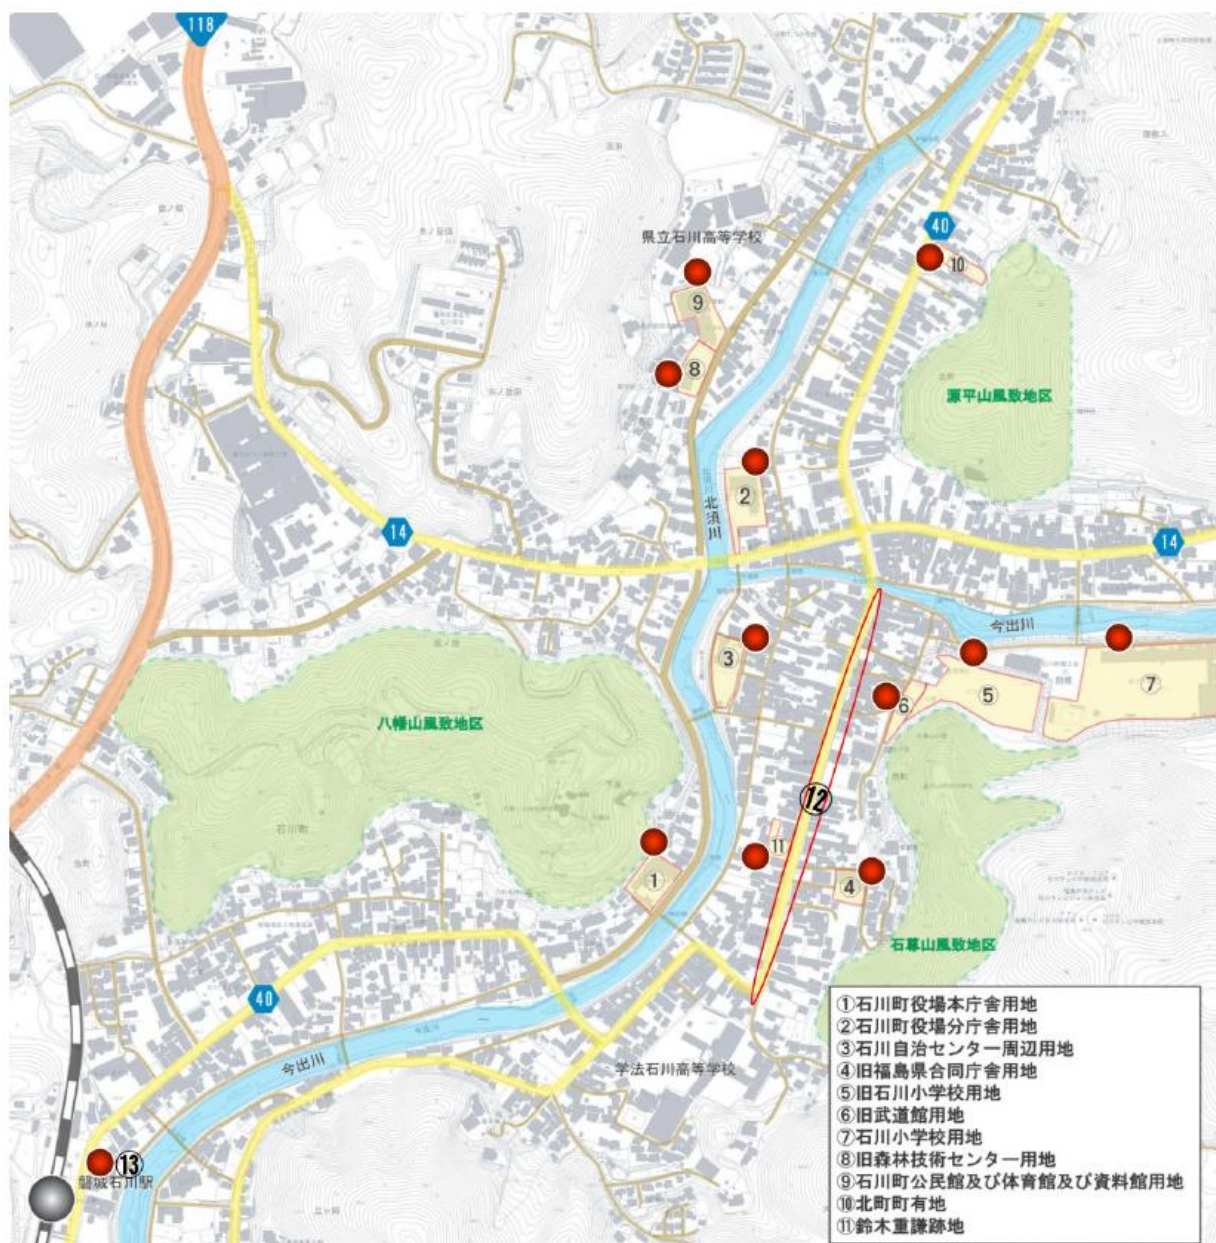 118
県立石川高等学校
40
⑩
⑨
⑧
源平山風致地区
②
北須川
14
14
今出川
③
⑤
⑦
⑥
八幡山風致地区
⑫
石川町
⑪
①
④
石尊山風致地区
40
今出川
学法石川高等学校
⑬
磐城石川駅
①石川町役場本庁舎用地
②石川町役場分庁舎用地
③石川自治センター周辺用地
④旧福島県合同庁舎用地
⑤旧石川小学校用地
⑥旧武道館用地
⑦石川小学校用地
⑧旧森林技術センター用地
⑨石川町公民館及び体育館及び資料館用地
⑩北町町有地
⑪鈴木重謙跡地